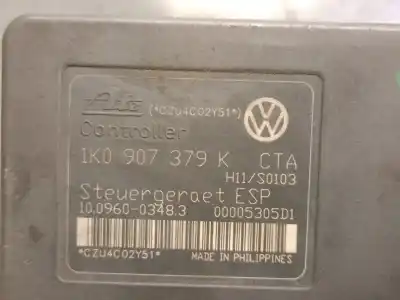 Ate (*CZU4C02Y51*)
Controller
1K0 907 379 K CTA
H11/S0103
Steuergeraet ESP
10.0960-0348.3 00005305D1
MADE IN PHILIPPINES
*CZU4C02Y51*